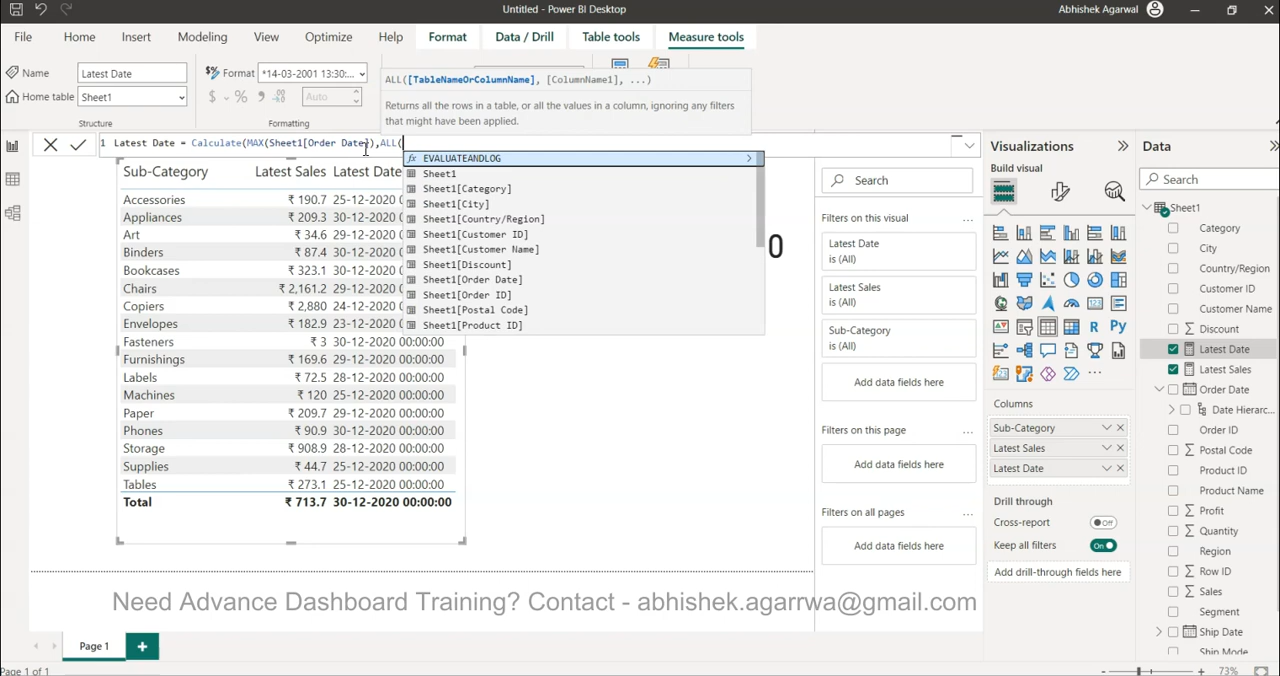 Untitled - Power BI Desktop
Abhishek Agarwal
File Home Insert Modeling View Optimize Help Format Data / Drill Table tools Measure tools
Name Latest Date
Home table Sheet1
Structure
Format *14-03-2001 13:30:...
$ % Auto
Formatting
ALL([TableNameOrColumnName], [ColumnName1], ...)
Returns all the rows in a table, or all the values in a column, ignoring any filters
that might have been applied.
1 Latest Date = Calculate(MAX(Sheet1[Order Date]),ALL(
EVALUATEANDLOG
Sheet1
Sheet1[Category]
Sheet1[City]
Sheet1[Country/Region]
Sheet1[Customer ID]
Sheet1[Customer Name]
Sheet1[Discount]
Sheet1[Order Date]
Sheet1[Order ID]
Sheet1[Postal Code]
Sheet1[Product ID]
Sub-Category Latest Sales Latest Date
Accessories ₹ 190.7 25-12-2020
Appliances ₹ 209.3 30-12-2020
Art ₹ 34.6 29-12-2020
Binders ₹ 87.4 30-12-2020
Bookcases ₹ 323.1 30-12-2020
Chairs ₹ 2,161.2 29-12-2020
Copiers ₹ 2,880 24-12-2020
Envelopes ₹ 182.9 23-12-2020
Fasteners ₹ 3 30-12-2020 00:00:00
Furnishings ₹ 169.6 29-12-2020 00:00:00
Labels ₹ 72.5 28-12-2020 00:00:00
Machines ₹ 120 25-12-2020 00:00:00
Paper ₹ 209.7 29-12-2020 00:00:00
Phones ₹ 90.9 30-12-2020 00:00:00
Storage ₹ 908.9 28-12-2020 00:00:00
Supplies ₹ 44.7 25-12-2020 00:00:00
Tables ₹ 273.1 25-12-2020 00:00:00
Total ₹ 713.7 30-12-2020 00:00:00
0
Need Advance Dashboard Training? Contact - abhishek.agarrwa@gmail.com
Search
Filters on this visual ...
Latest Date
is (All)
Latest Sales
is (All)
Sub-Category
is (All)
Add data fields here
Filters on this page ...
Add data fields here
Filters on all pages ...
Add data fields here
Visualizations
Build visual
R Py
...
Columns
Sub-Category
Latest Sales
Latest Date
Drill through
Cross-report Off
Keep all filters On
Add drill-through fields here
Data
Search
Sheet1
Category
City
Country/Region
Customer ID
Customer Name
Discount
Latest Date
Latest Sales
Order Date
Date Hierarc...
Order ID
Postal Code
Product ID
Product Name
Profit
Quantity
Region
Row ID
Sales
Segment
Ship Date
Ship Mode
Page 1
Page 1 of 1
73%